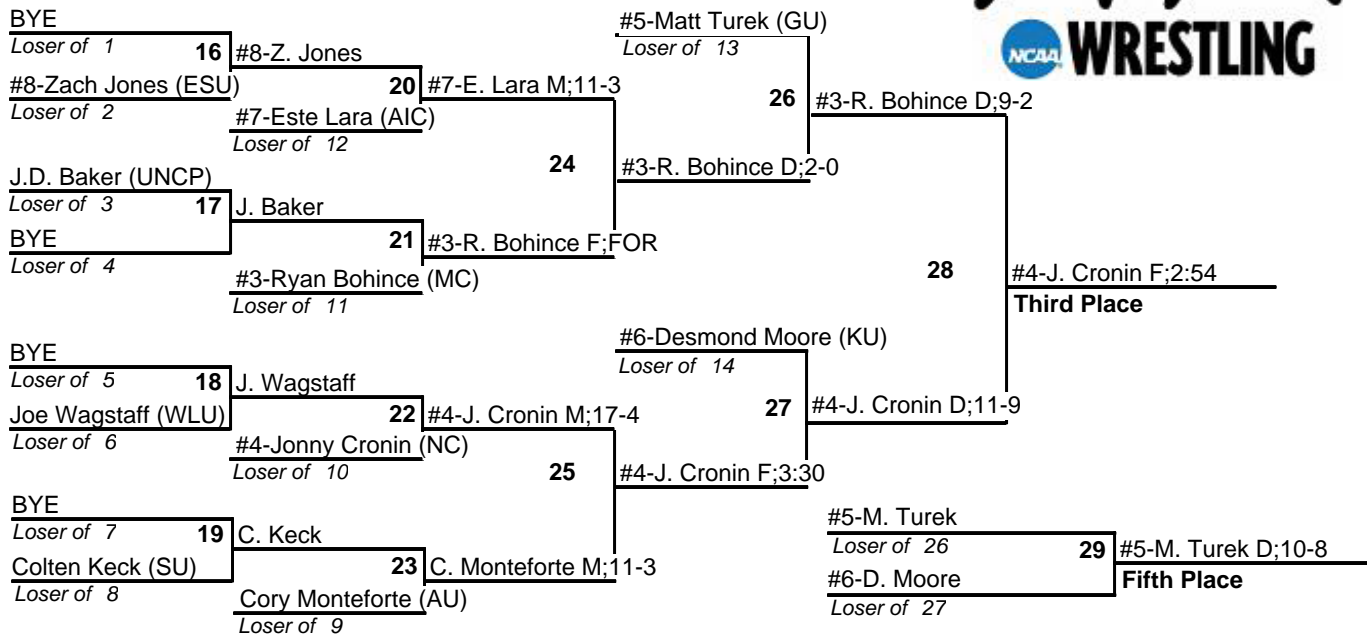 BYE
Loser of 1
16
#8-Z. Jones
#8-Zach Jones (ESU)
Loser of 2
20
#7-E. Lara M;11-3
#7-Este Lara (AIC)
Loser of 12
J.D. Baker (UNCP)
Loser of 3
17
J. Baker
BYE
Loser of 4
21
#3-R. Bohince F;FOR
#3-Ryan Bohince (MC)
Loser of 11
24
#3-R. Bohince D;2-0
#5-Matt Turek (GU)
Loser of 13
26
#3-R. Bohince D;9-2
NCAA WRESTLING
BYE
Loser of 5
18
J. Wagstaff
Joe Wagstaff (WLU)
Loser of 6
22
#4-J. Cronin M;17-4
#4-Jonny Cronin (NC)
Loser of 10
BYE
Loser of 7
19
C. Keck
Colten Keck (SU)
Loser of 8
23
C. Monteforte M;11-3
Cory Monteforte (AU)
Loser of 9
25
#4-J. Cronin F;3:30
#6-Desmond Moore (KU)
Loser of 14
27
#4-J. Cronin D;11-9
28
#4-J. Cronin F;2:54
Third Place
#5-M. Turek
Loser of 26
29
#5-M. Turek D;10-8
#6-D. Moore
Fifth Place
Loser of 27